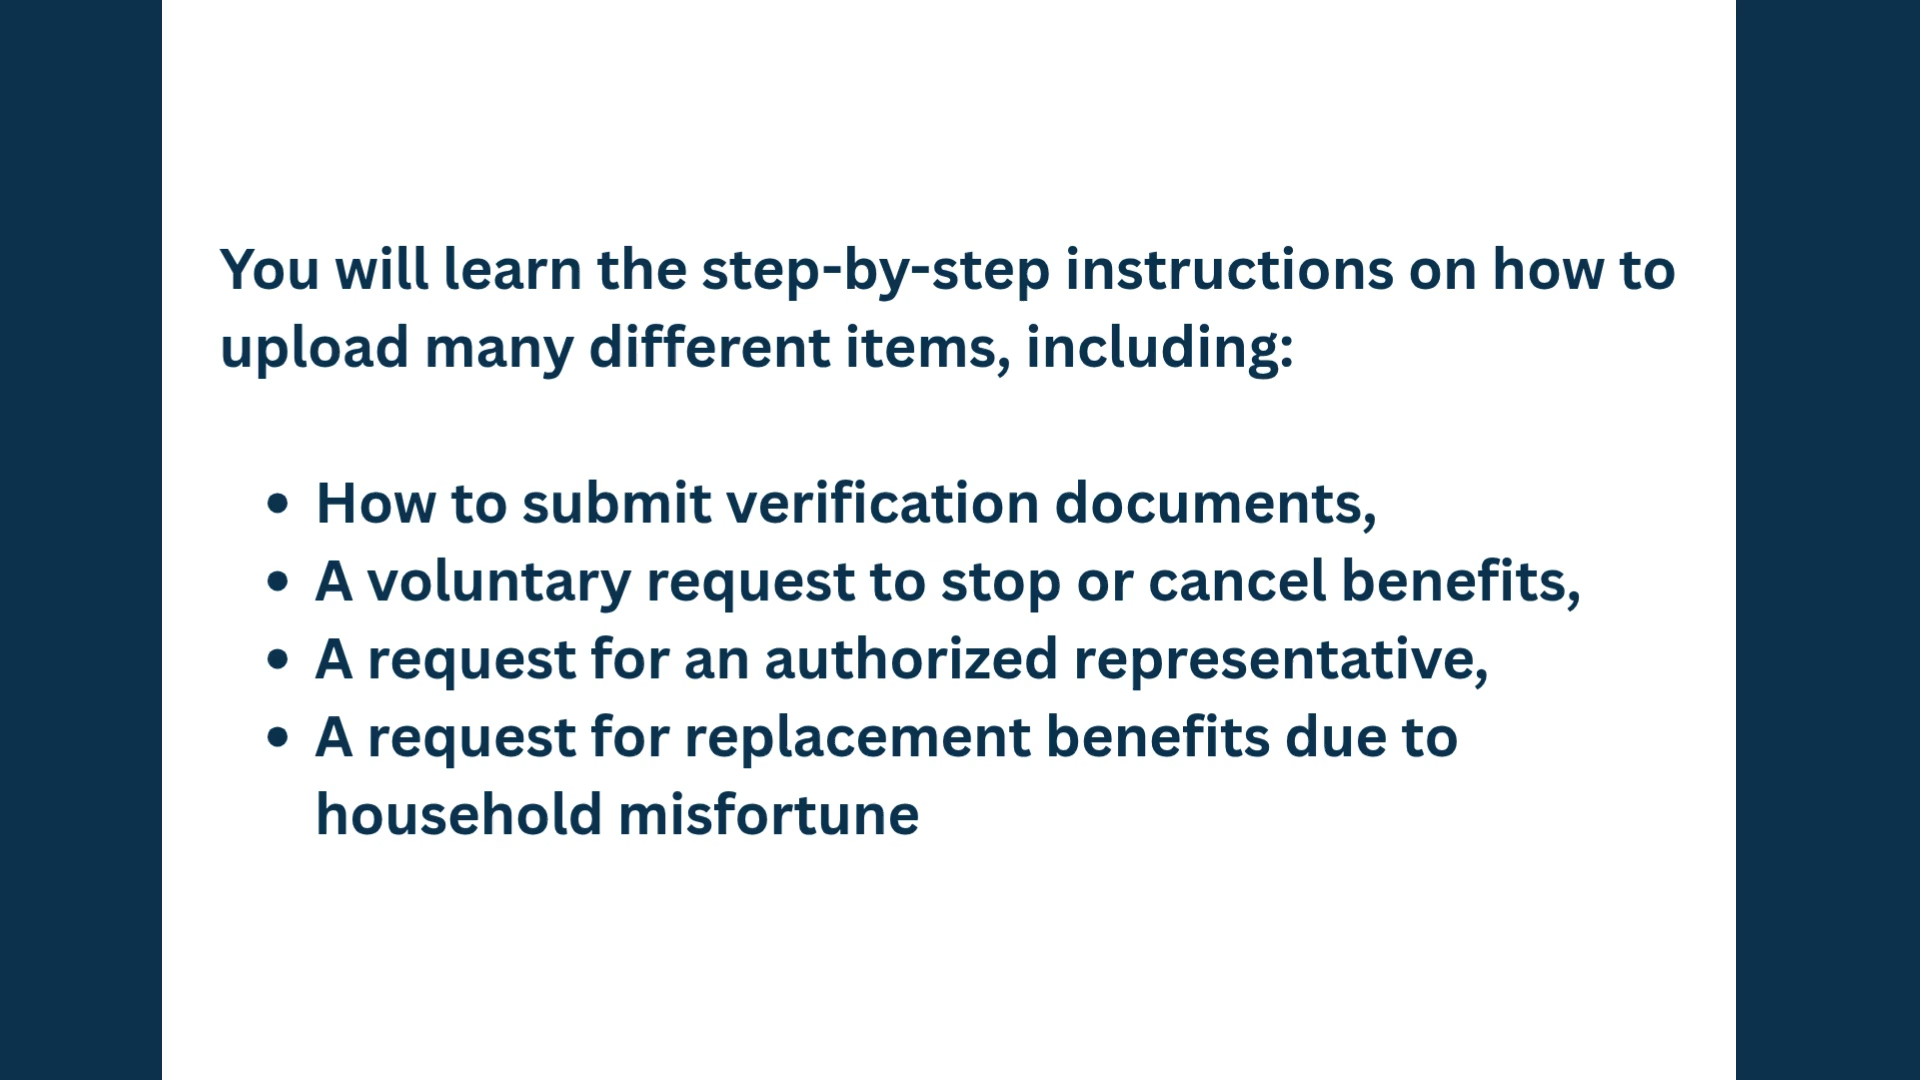 You will learn the step-by-step instructions on how to
upload many different items, including:
• How to submit verification documents,
• A voluntary request to stop or cancel benefits,
• A request for an authorized representative,
• A request for replacement benefits due to
household misfortune